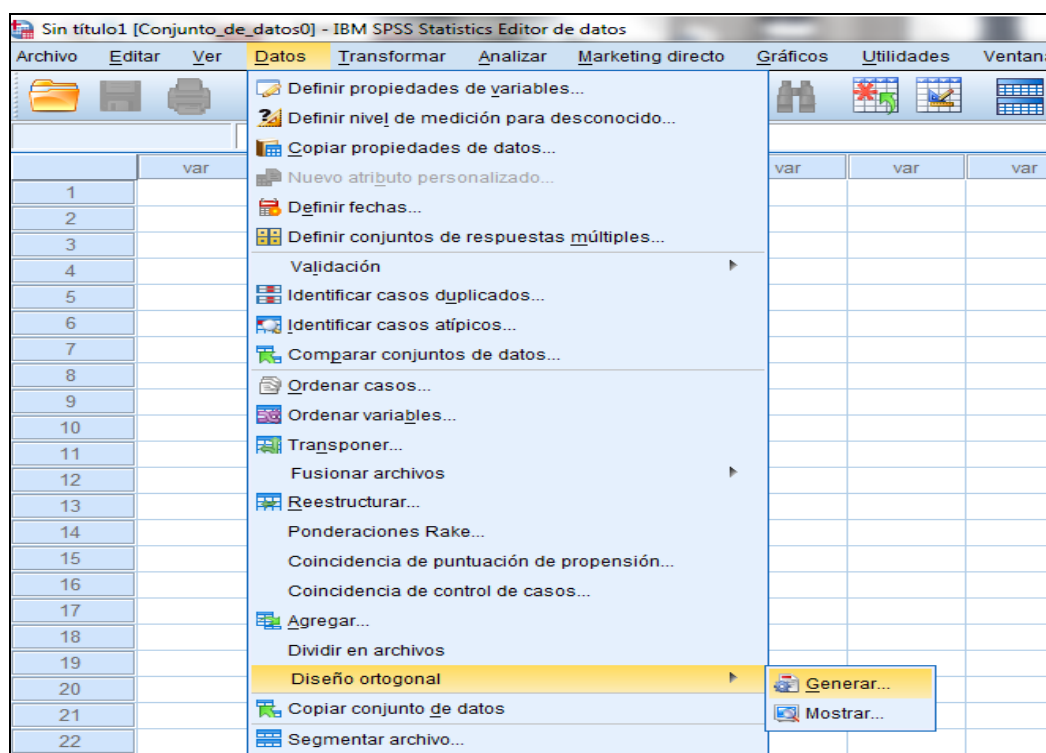 Sin título1 [Conjunto_de_datos0] - IBM SPSS Statistics Editor de datos
Archivo Editar Ver Datos Transformar Analizar Marketing directo Gráficos Utilidades Ventana
Definir propiedades de variables...
Definir nivel de medición para desconocido...
Copiar propiedades de datos...
var var var var
Nuevo atributo personalizado...
1
Definir fechas...
2
Definir conjuntos de respuestas múltiples...
3
Validación
4
Identificar casos duplicados...
5
Identificar casos atípicos...
6
Comparar conjuntos de datos...
7
8
Ordenar casos...
9
Ordenar variables...
10
Transponer...
11
Fusionar archivos
12
Reestructurar...
13
Ponderaciones Rake...
14
Coincidencia de puntuación de propensión...
15
Coincidencia de control de casos...
16
17
Agregar...
18
Dividir en archivos
19
Diseño ortogonal
Generar...
20
Copiar conjunto de datos
Mostrar...
21
Segmentar archivo...
22